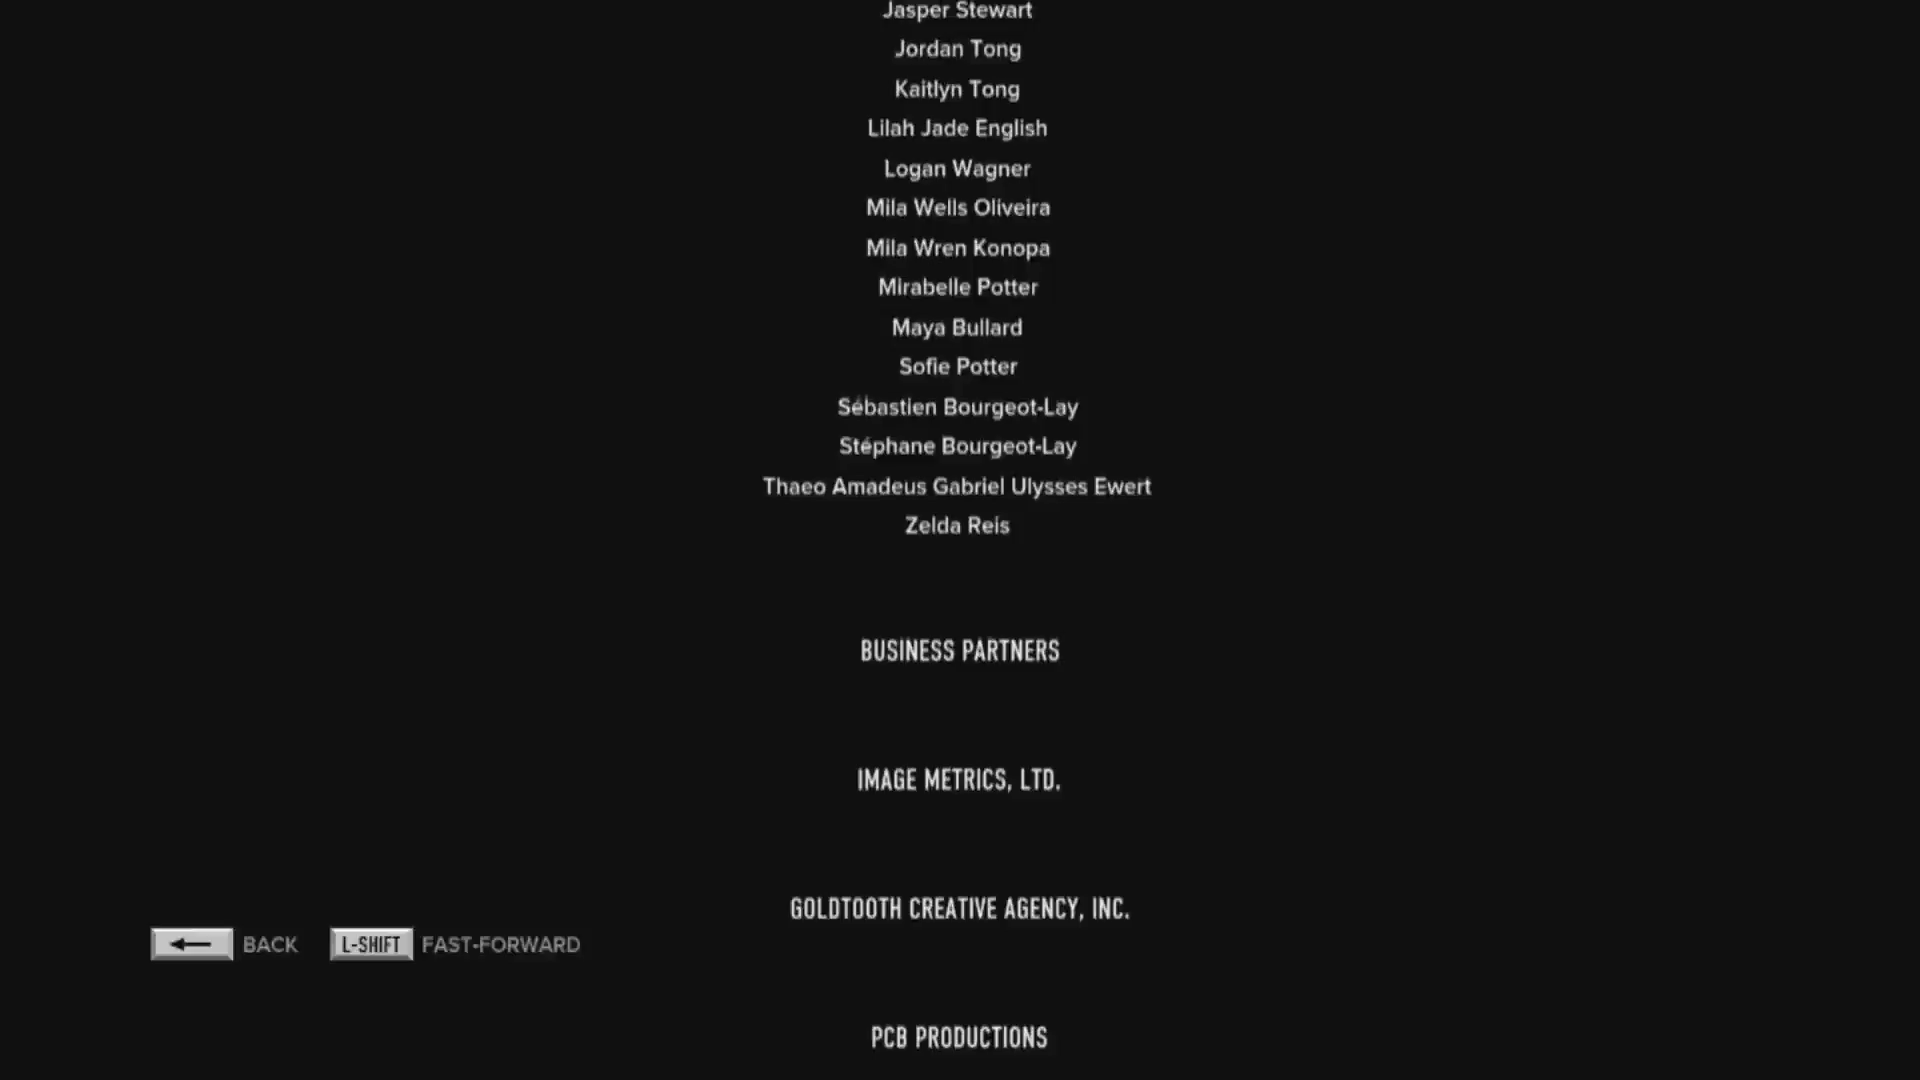 Jasper Stewart
Jordan Tong
Kaitlyn Tong
Lilah Jade English
Logan Wagner
Mila Wells Oliveira
Mila Wren Konopa
Mirabelle Potter
Maya Bullard
Sofie Potter
Sébastien Bourgeot-Lay
Stéphane Bourgeot-Lay
Thaeo Amadeus Gabriel Ulysses Ewert
Zelda Reis
BUSINESS PARTNERS
IMAGE METRICS, LTD.
GOLDTOOTH CREATIVE AGENCY, INC.
BACK L-SHIFT FAST-FORWARD
PCB PRODUCTIONS